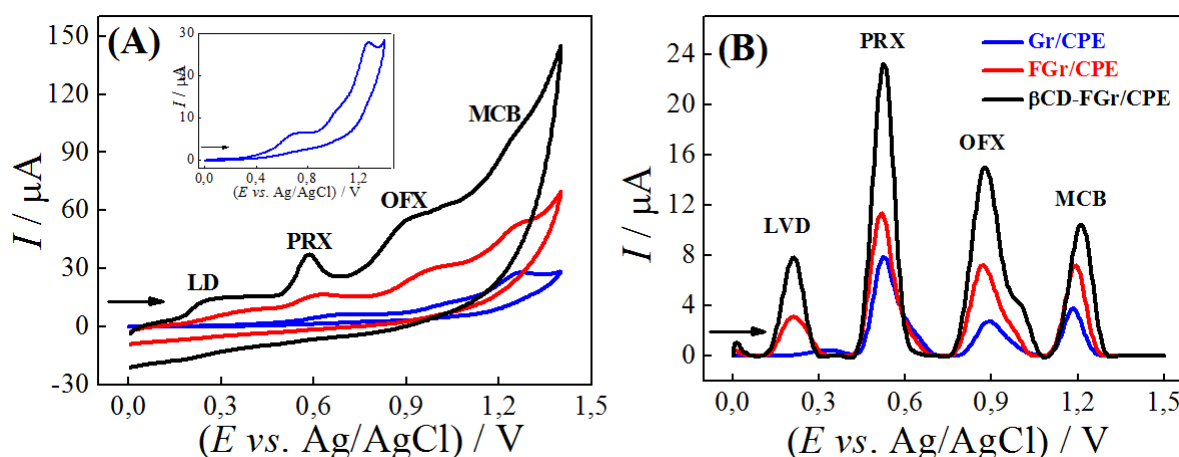 (A)
I / µA
150
120
90
60
30
0
-30
0,0 0,3 0,6 0,9 1,2 1,5
(E vs. Ag/AgCl) / V
LD
PRX
OFX
MCB
I / µA
30
20
10
0
0,0 0,4 0,8 1,2
(E vs. Ag/AgCl) / V
(B)
I / µA
24
20
16
12
8
4
0
0,0 0,3 0,6 0,9 1,2 1,5
(E vs. Ag/AgCl) / V
LVD
PRX
OFX
MCB
Gr/CPE
FGr/CPE
βCD-FGr/CPE